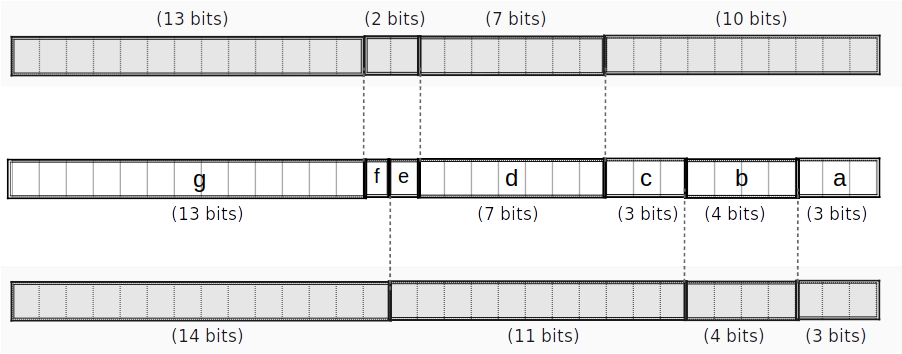 (13 bits) (2 bits) (7 bits) (10 bits)
g f e d c b a
(13 bits) (7 bits) (3 bits) (4 bits) (3 bits)
(14 bits) (11 bits) (4 bits) (3 bits)